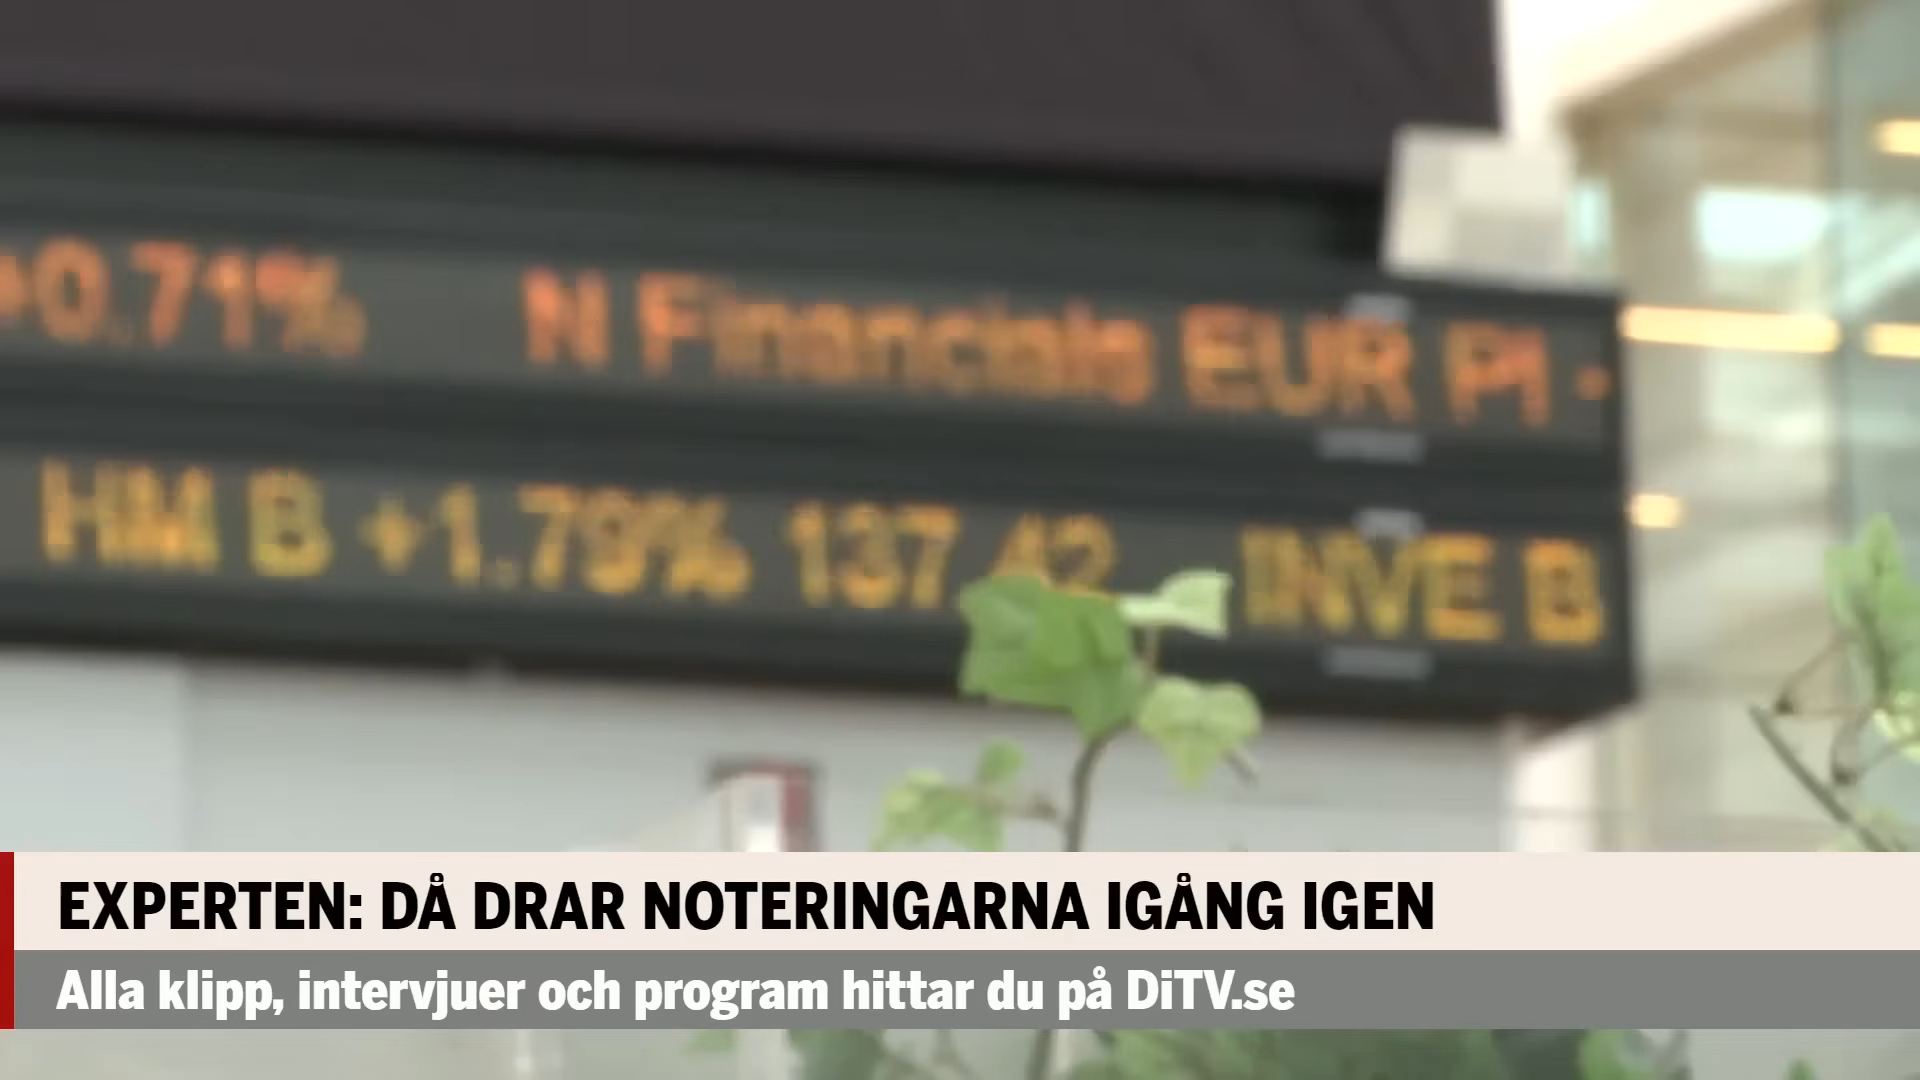 +0.71% N Financials EUR PI -
HM B +1.79% 137.42 INVE B
EXPERTEN: DÅ DRAR NOTERINGARNA IGÅNG IGEN
Alla klipp, intervjuer och program hittar du på DiTV.se